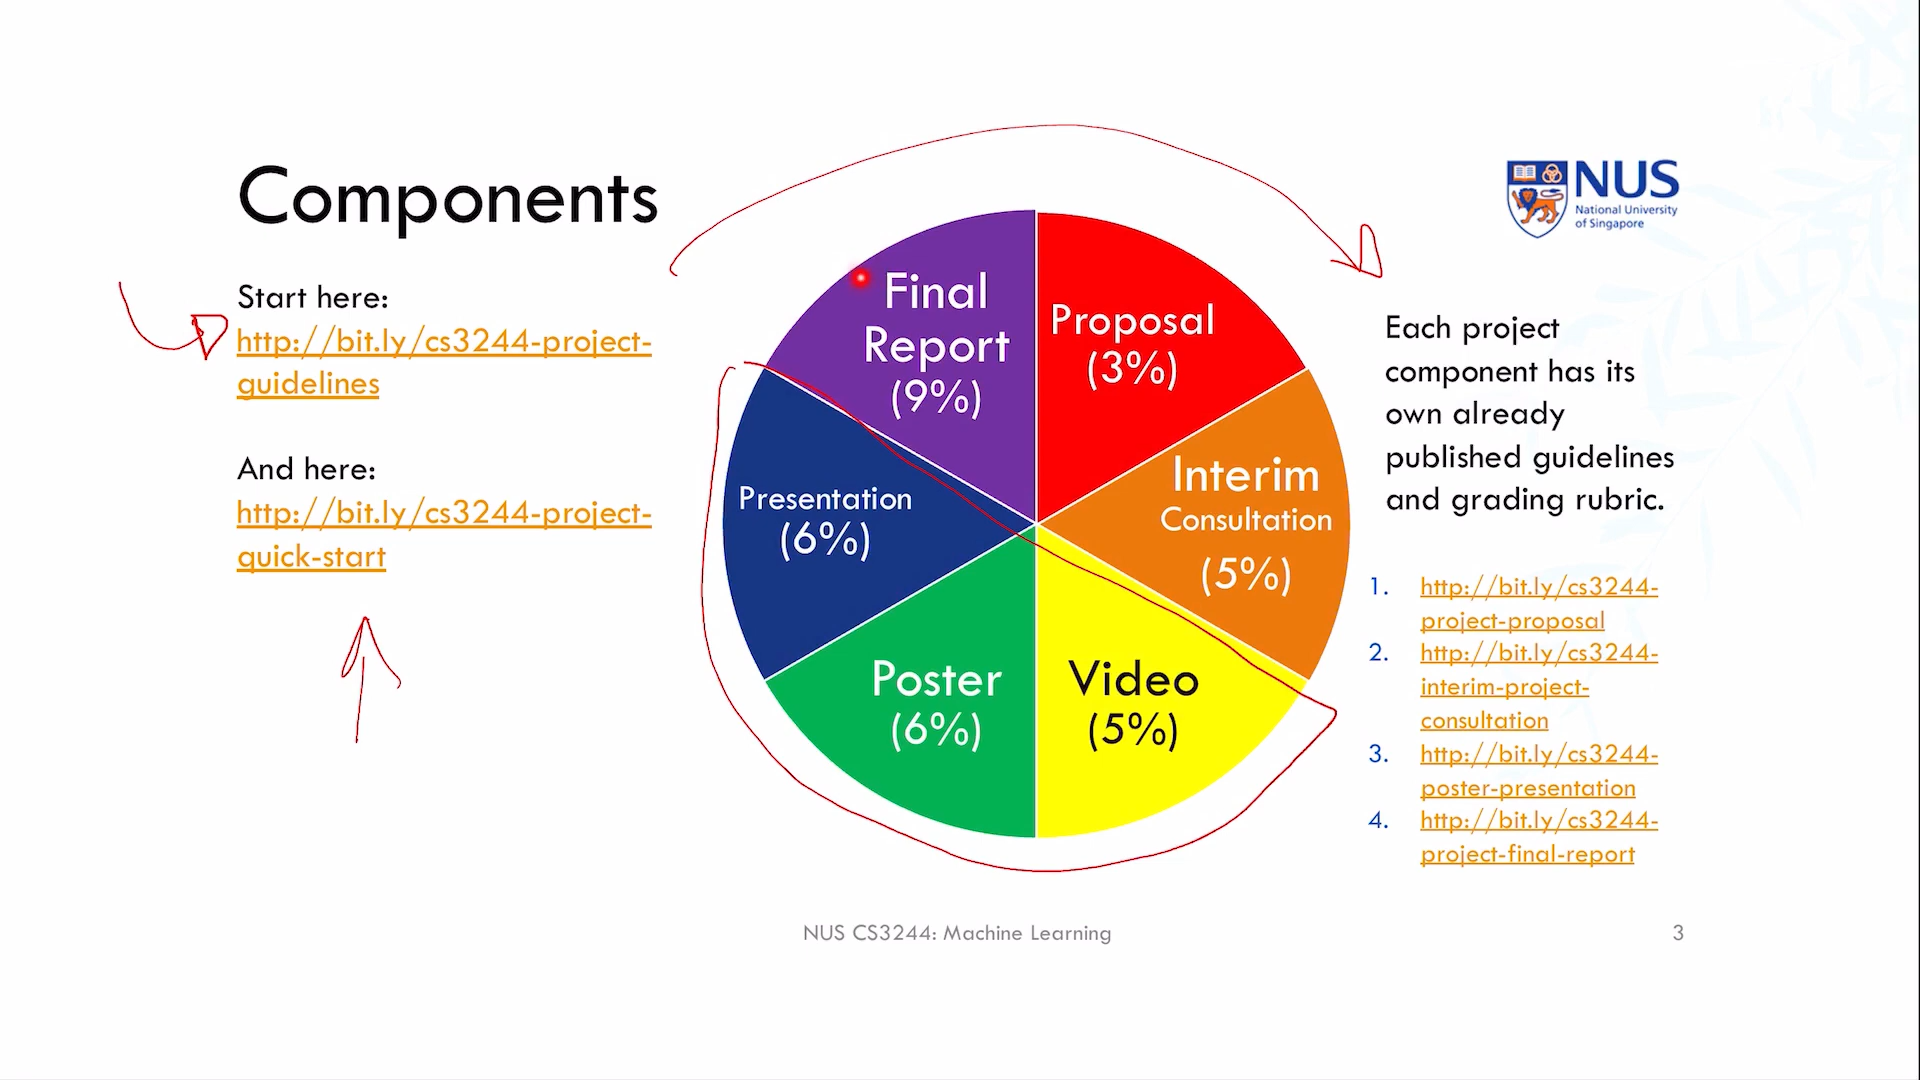 Components
NUS
National University
of Singapore
Start here:
http://bit.ly/cs3244-project-
guidelines
And here:
http://bit.ly/cs3244-project-
quick-start
Final
Report
(9%)
Proposal
(3%)
Interim
Consultation
(5%)
Video
(5%)
Poster
(6%)
Presentation
(6%)
Each project
component has its
own already
published guidelines
and grading rubric.
1. http://bit.ly/cs3244-
project-proposal
2. http://bit.ly/cs3244-
interim-project-
consultation
3. http://bit.ly/cs3244-
poster-presentation
4. http://bit.ly/cs3244-
project-final-report
NUS CS3244: Machine Learning
3